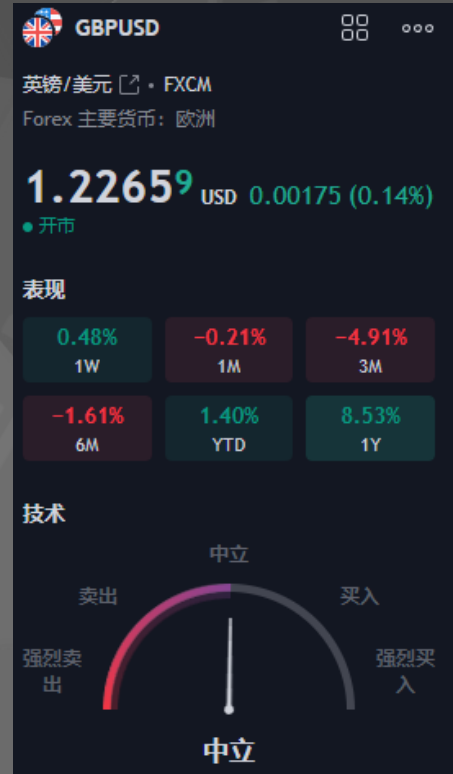 GBPUSD
英镑/美元 • FXCM
Forex 主要货币：欧洲
1.22659 USD 0.00175 (0.14%)
开市
表现
0.48% −0.21% −4.91%
1W 1M 3M
−1.61% 1.40% 8.53%
6M YTD 1Y
技术
中立
卖出 买入
强烈卖 强烈买
出 入
中立